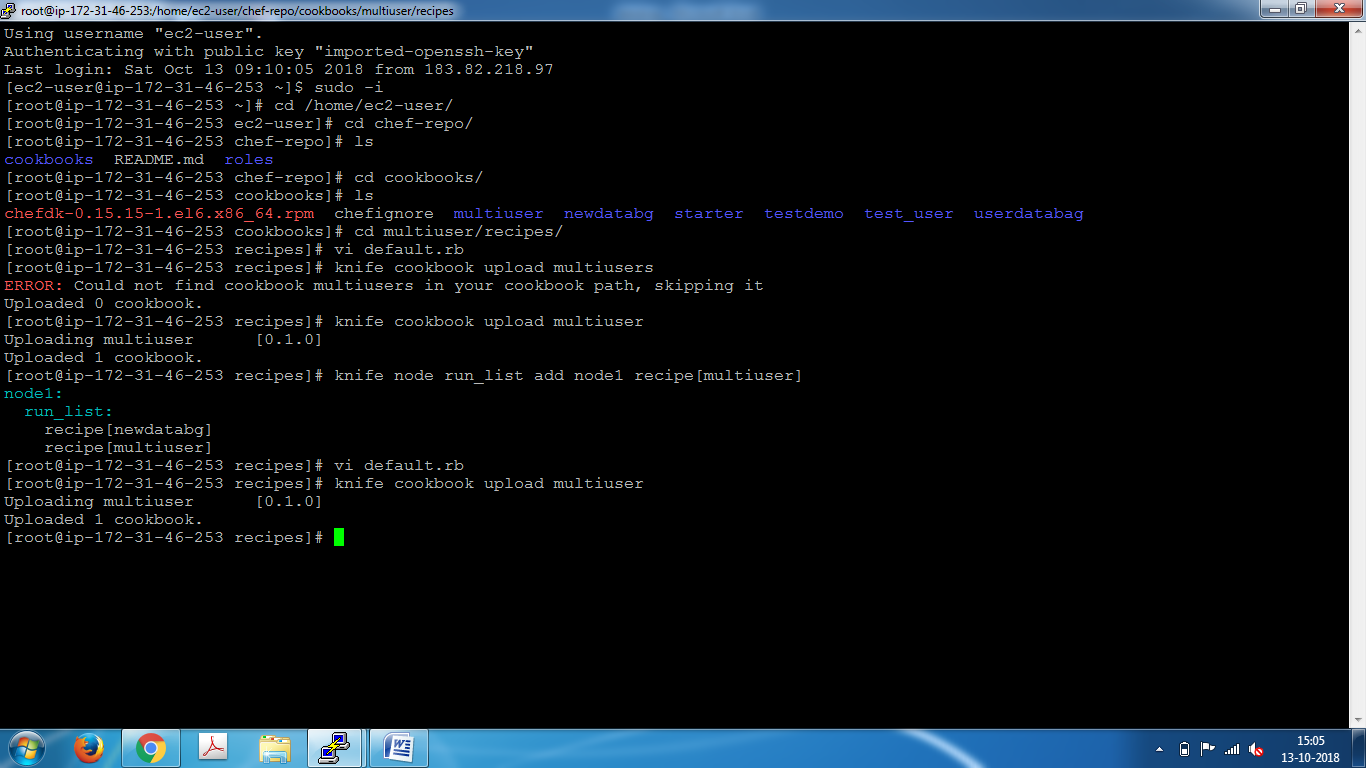 root@ip-172-31-46-253:/home/ec2-user/chef-repo/cookbooks/multiuser/recipes
Using username "ec2-user".
Authenticating with public key "imported-openssh-key"
Last login: Sat Oct 13 09:10:05 2018 from 183.82.218.97
[ec2-user@ip-172-31-46-253 ~]$ sudo -i
[root@ip-172-31-46-253 ~]# cd /home/ec2-user/
[root@ip-172-31-46-253 ec2-user]# cd chef-repo/
[root@ip-172-31-46-253 chef-repo]# ls
cookbooks  README.md  roles
[root@ip-172-31-46-253 chef-repo]# cd cookbooks/
[root@ip-172-31-46-253 cookbooks]# ls
chefdk-0.15.15-1.el6.x86_64.rpm  chefignore  multiuser  newdatabg  starter  testdemo  test_user  userdatabag
[root@ip-172-31-46-253 cookbooks]# cd multiuser/recipes/
[root@ip-172-31-46-253 recipes]# vi default.rb
[root@ip-172-31-46-253 recipes]# knife cookbook upload multiusers
ERROR: Could not find cookbook multiusers in your cookbook path, skipping it
Uploaded 0 cookbook.
[root@ip-172-31-46-253 recipes]# knife cookbook upload multiuser
Uploading multiuser      [0.1.0]
Uploaded 1 cookbook.
[root@ip-172-31-46-253 recipes]# knife node run_list add node1 recipe[multiuser]
node1:
  run_list:
    recipe[newdatabg]
    recipe[multiuser]
[root@ip-172-31-46-253 recipes]# vi default.rb
[root@ip-172-31-46-253 recipes]# knife cookbook upload multiuser
Uploading multiuser      [0.1.0]
Uploaded 1 cookbook.
[root@ip-172-31-46-253 recipes]#
15:05
13-10-2018